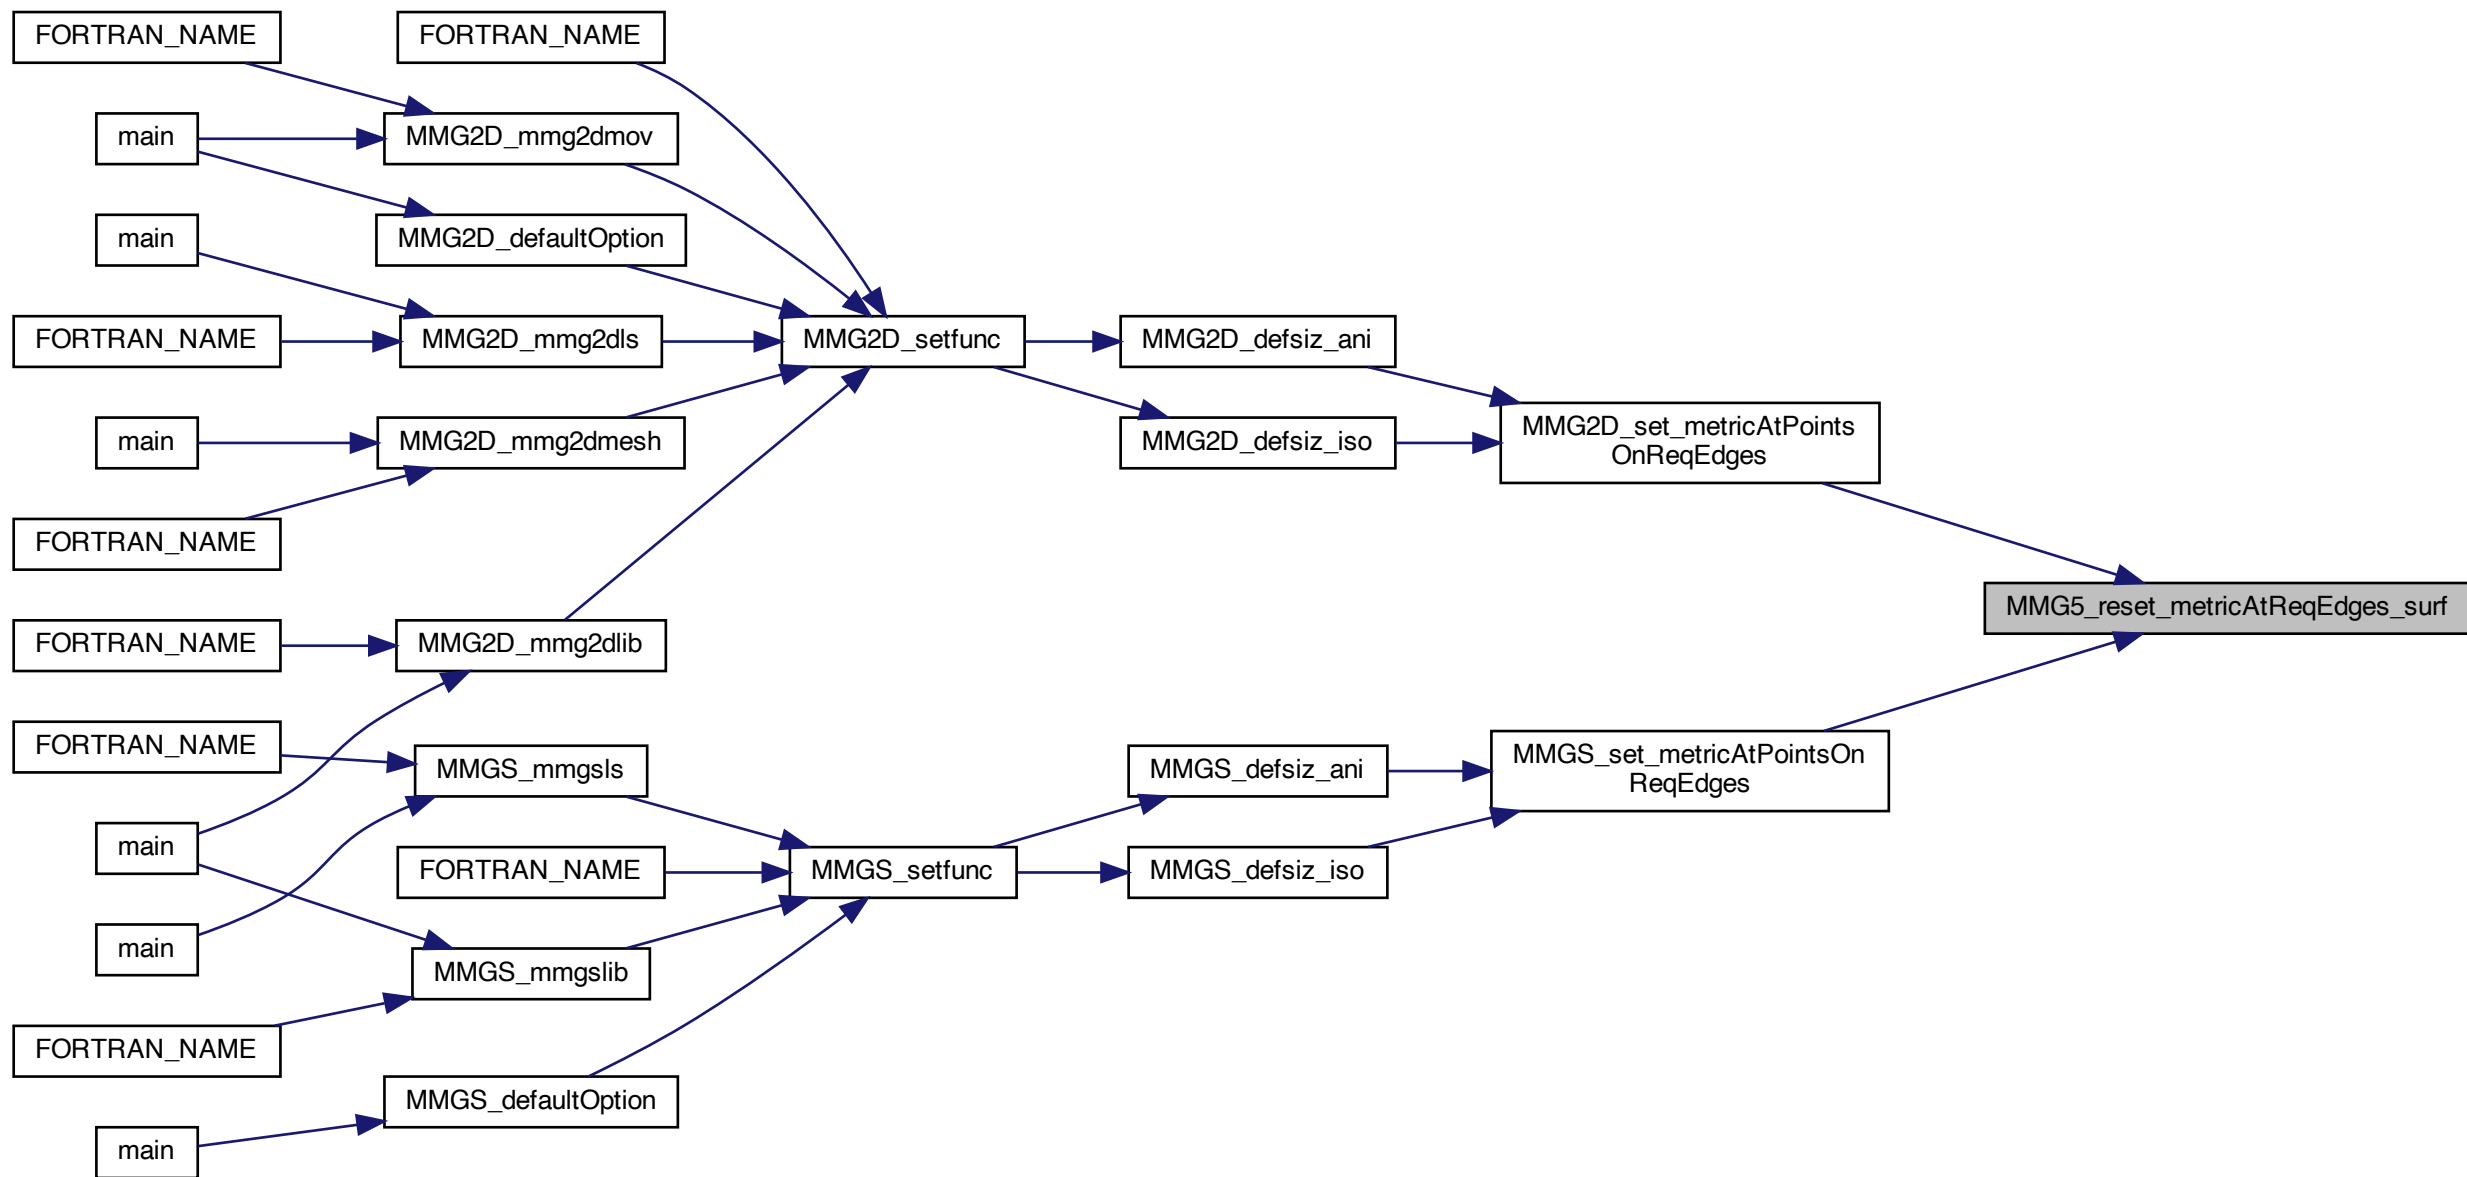 FORTRAN_NAME
FORTRAN_NAME
main
MMG2D_mmg2dmov
main
MMG2D_defaultOption
FORTRAN_NAME
MMG2D_mmg2dls
MMG2D_setfunc
MMG2D_defsiz_ani
main
MMG2D_mmg2dmesh
MMG2D_defsiz_iso
MMG2D_set_metricAtPoints
OnReqEdges
FORTRAN_NAME
MMG5_reset_metricAtReqEdges_surf
FORTRAN_NAME
MMG2D_mmg2dlib
FORTRAN_NAME
MMGS_mmgsls
MMGS_defsiz_ani
MMGS_set_metricAtPointsOn
ReqEdges
main
FORTRAN_NAME
MMGS_setfunc
MMGS_defsiz_iso
main
MMGS_mmgslib
FORTRAN_NAME
MMGS_defaultOption
main